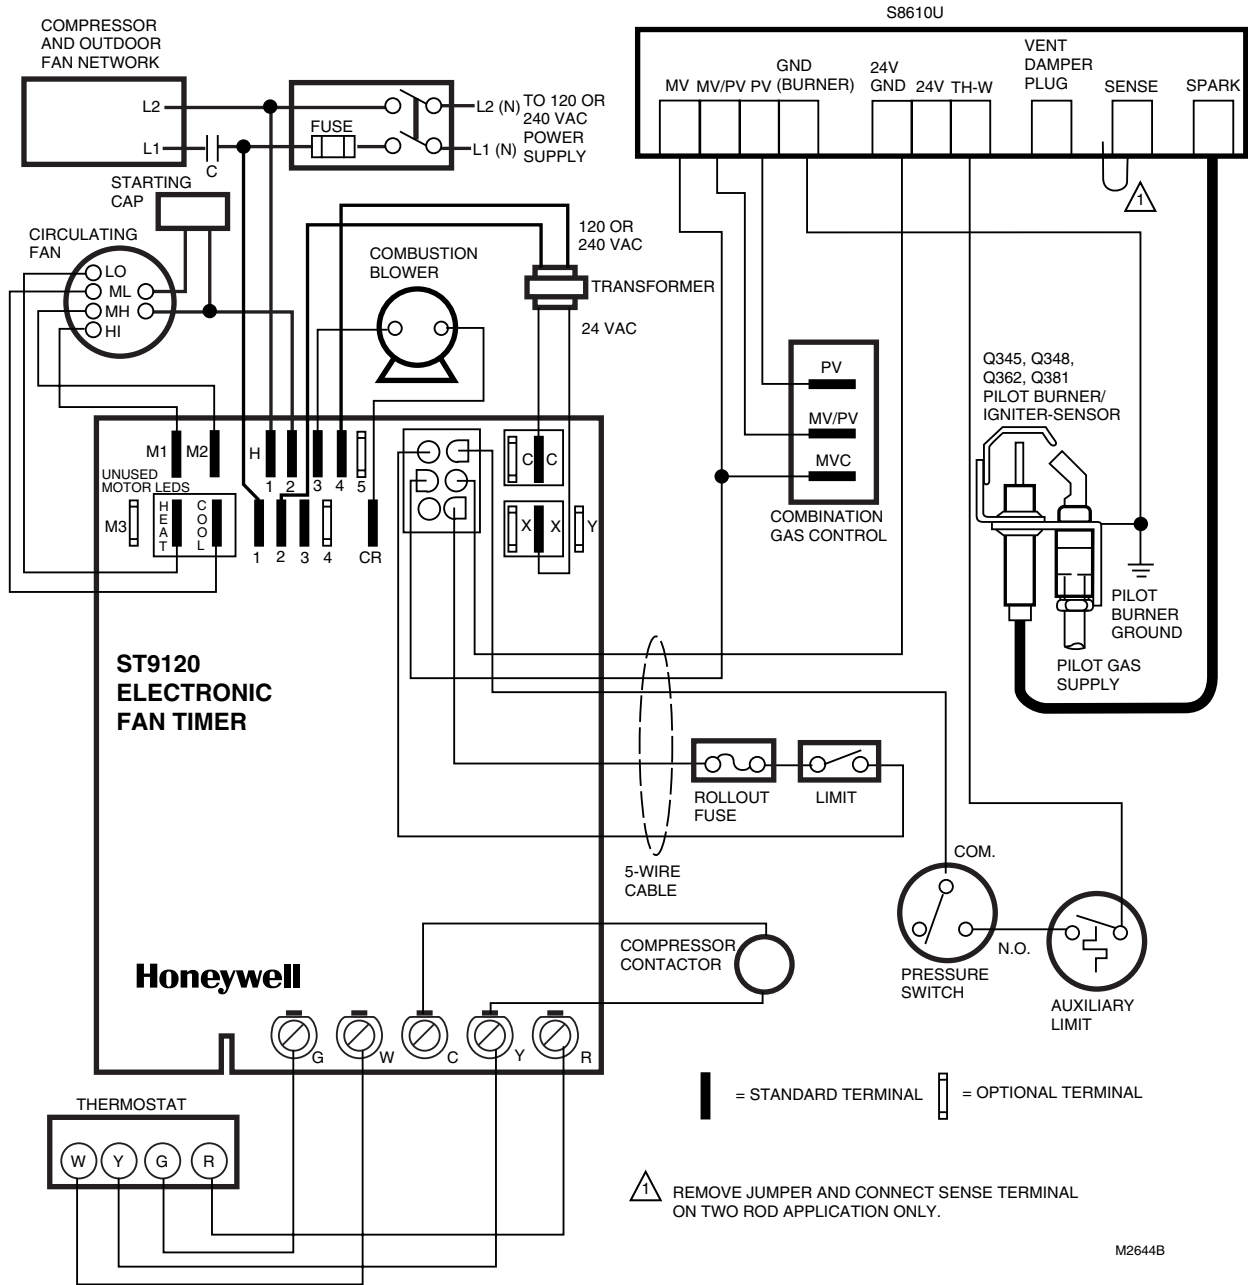 S8610U
COMPRESSOR
AND OUTDOOR
FAN NETWORK
L2
L1
C
FUSE
L2 (N)
L1 (N)
TO 120 OR
240 VAC
POWER
SUPPLY
MV
MV/PV
PV
GND
(BURNER)
24V
GND
24V
TH-W
VENT
DAMPER
PLUG
SENSE
SPARK
1
STARTING
CAP
CIRCULATING
FAN
LO
ML
MH
HI
COMBUSTION
BLOWER
120 OR
240 VAC
TRANSFORMER
24 VAC
PV
MV/PV
MVC
COMBINATION
GAS CONTROL
Q345, Q348,
Q362, Q381
PILOT BURNER/
IGNITER-SENSOR
PILOT
BURNER
GROUND
PILOT GAS
SUPPLY
M1
M2
H
1
2
3
4
5
UNUSED
MOTOR LEDS
M3
HEAT
COOL
1
2
3
4
CR
C
C
X
X
Y
ST9120
ELECTRONIC
FAN TIMER
ROLLOUT
FUSE
LIMIT
5-WIRE
CABLE
COM.
N.O.
PRESSURE
SWITCH
AUXILIARY
LIMIT
COMPRESSOR
CONTACTOR
Honeywell
G
W
C
Y
R
THERMOSTAT
W
Y
G
R
= STANDARD TERMINAL
= OPTIONAL TERMINAL
1
REMOVE JUMPER AND CONNECT SENSE TERMINAL
ON TWO ROD APPLICATION ONLY.
M2644B